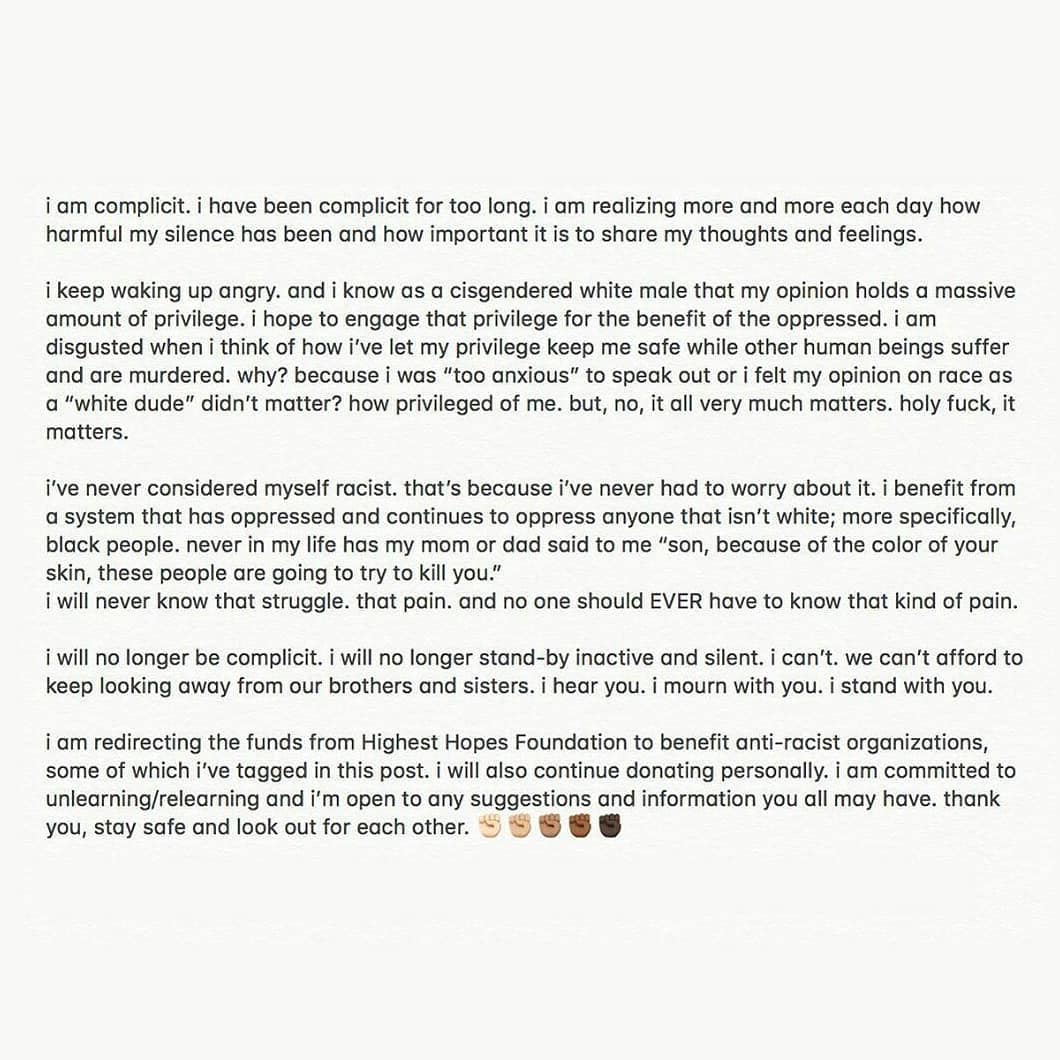 i am complicit. i have been complicit for too long. i am realizing more and more each day how
harmful my silence has been and how important it is to share my thoughts and feelings.
i keep waking up angry. and i know as a cisgendered white male that my opinion holds a massive
amount of privilege. i hope to engage that privilege for the benefit of the oppressed. i am
disgusted when i think of how i’ve let my privilege keep me safe while other human beings suffer
and are murdered. why? because i was “too anxious” to speak out or i felt my opinion on race as
a “white dude” didn’t matter? how privileged of me. but, no, it all very much matters. holy fuck, it
matters.
i’ve never considered myself racist. that’s because i’ve never had to worry about it. i benefit from
a system that has oppressed and continues to oppress anyone that isn’t white; more specifically,
black people. never in my life has my mom or dad said to me “son, because of the color of your
skin, these people are going to try to kill you.”
i will never know that struggle. that pain. and no one should EVER have to know that kind of pain.
i will no longer be complicit. i will no longer stand-by inactive and silent. i can’t. we can’t afford to
keep looking away from our brothers and sisters. i hear you. i mourn with you. i stand with you.
i am redirecting the funds from Highest Hopes Foundation to benefit anti-racist organizations,
some of which i’ve tagged in this post. i will also continue donating personally. i am committed to
unlearning/relearning and i’m open to any suggestions and information you all may have. thank
you, stay safe and look out for each other. ✊🏻✊🏼✊🏽✊🏾✊🏿